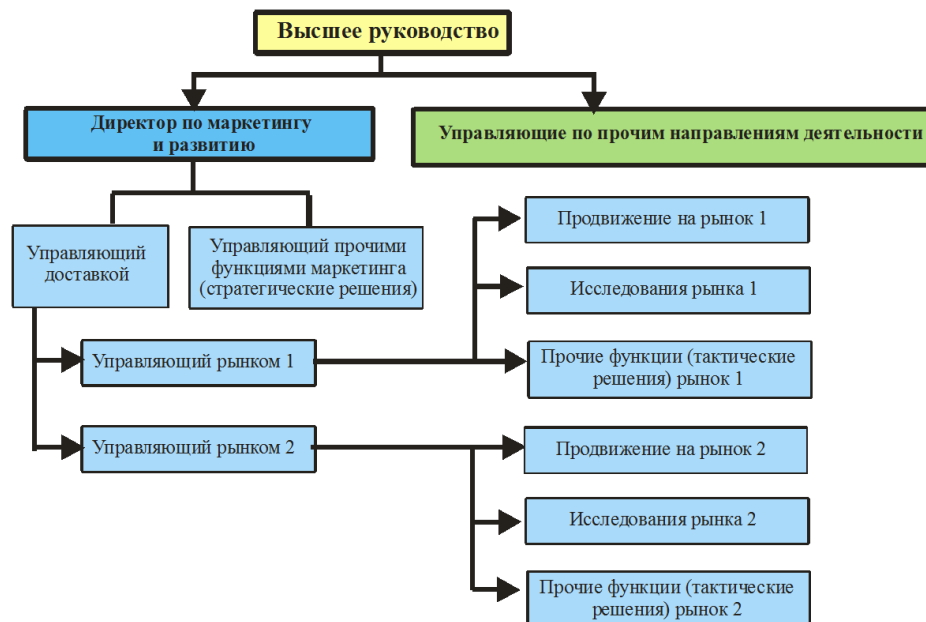 Высшее руководство
Директор по маркетингу
и развитию
Управляющие по прочим направлениям деятельности
Управляющий
доставкой
Управляющий прочими
функциями маркетинга
(стратегические решения)
Продвижение на рынок 1
Исследования рынка 1
Управляющий рынком 1
Прочие функции (тактические
решения) рынок 1
Управляющий рынком 2
Продвижение на рынок 2
Исследования рынка 2
Прочие функции (тактические
решения) рынок 2